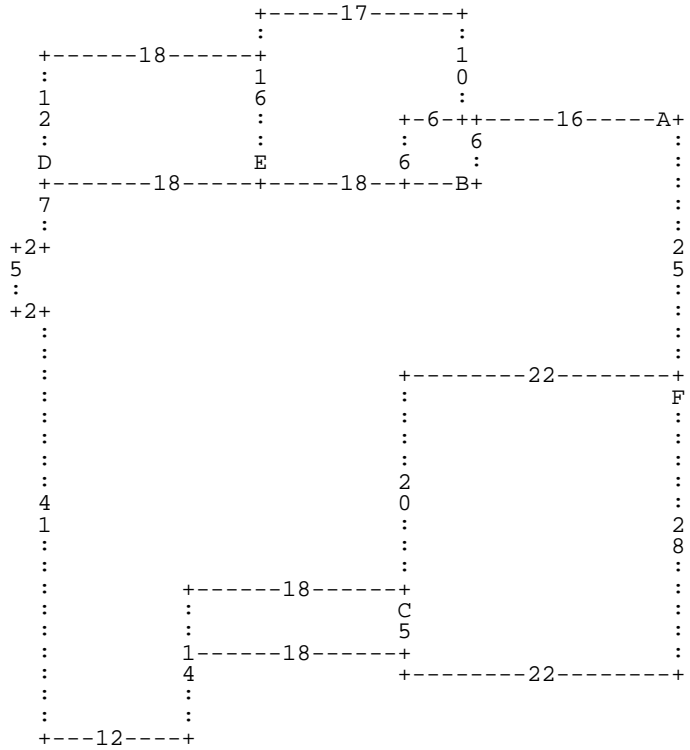 +-----17------+
                 :             :
  +------18------+             1
  :              1             0
  1              6         	   :
  2              :         +-6-++-----16-----A+
  :              :         :    6             :
  D              E         6    :             :
  +------18------+-----18--+---B+             :
  7                                           :
  :                                           :
+2+                                           2
5                                             5
:                                             :
+2+                                           :
  :                                           :
  :                                           :
  :                        +--------22--------+
  :                        :                  F
  :                        :                  :
  :                        :                  :
  :                        :                  :
  :                        2                  :
  4                        0                  :
  1                        :                  2
  :                        :                  8
  :                        :                  :
  :         +------18------+                  :
  :         :              C                  :
  :         :              5                  :
  :         1------18------+                  :
  :         4              +--------22--------+
  :         :
  :         :
  +---12----+